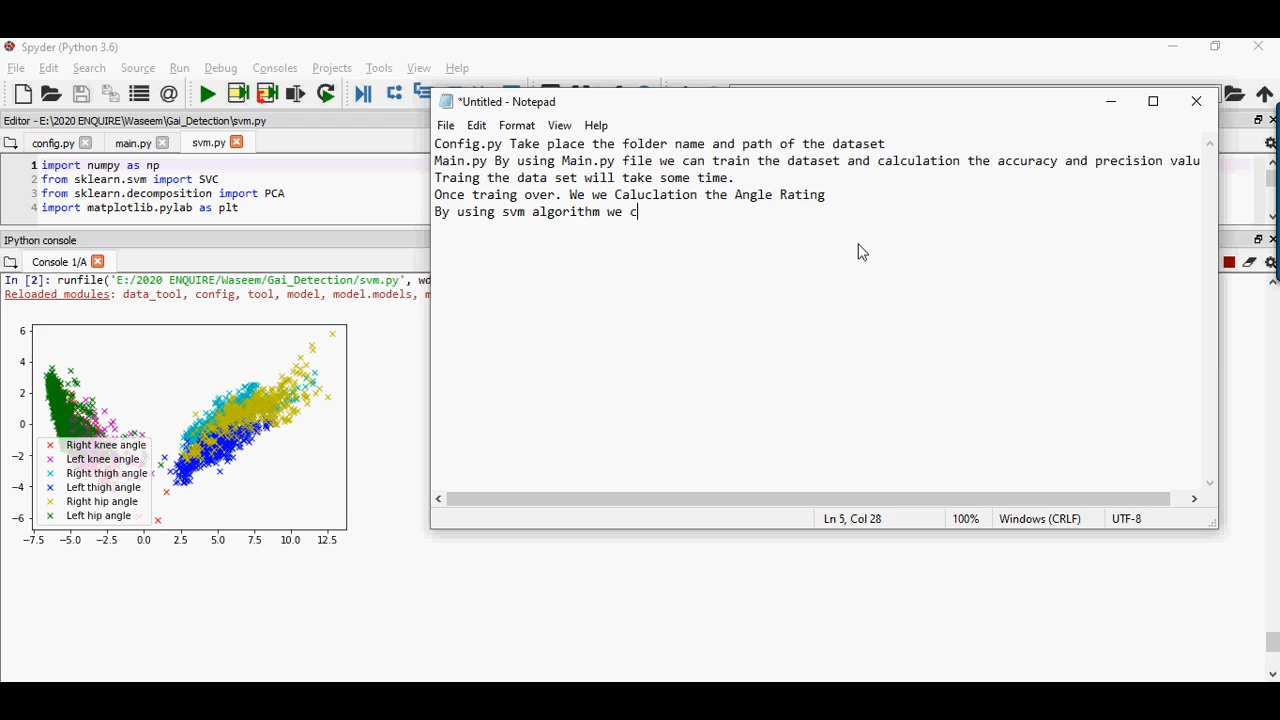 Spyder (Python 3.6)
File Edit Search Source Run Debug Consoles Projects Tools View Help
Editor - E:\2020 ENQUIRE\Waseem\Gai_Detection\svm.py
config.py main.py svm.py
1 import numpy as np
2 from sklearn.svm import SVC
3 from sklearn.decomposition import PCA
4 import matplotlib.pylab as plt
IPython console
Console 1/A
In [2]: runfile('E:/2020 ENQUIRE/Waseem/Gai_Detection/svm.py', wd
Reloaded modules: data_tool, config, tool, model, model.models, m
6
4
2
0
−2
−4
−6
Right knee angle
Left knee angle
Right thigh angle
Left thigh angle
Right hip angle
Left hip angle
−7.5 −5.0 −2.5 0.0 2.5 5.0 7.5 10.0 12.5
*Untitled - Notepad
File Edit Format View Help
Config.py Take place the folder name and path of the dataset
Main.py By using Main.py file we can train the dataset and calculation the accuracy and precision valu
Traing the data set will take some time.
Once traing over. We we Caluclation the Angle Rating
By using svm algorithm we c
Ln 5, Col 28 100% Windows (CRLF) UTF-8